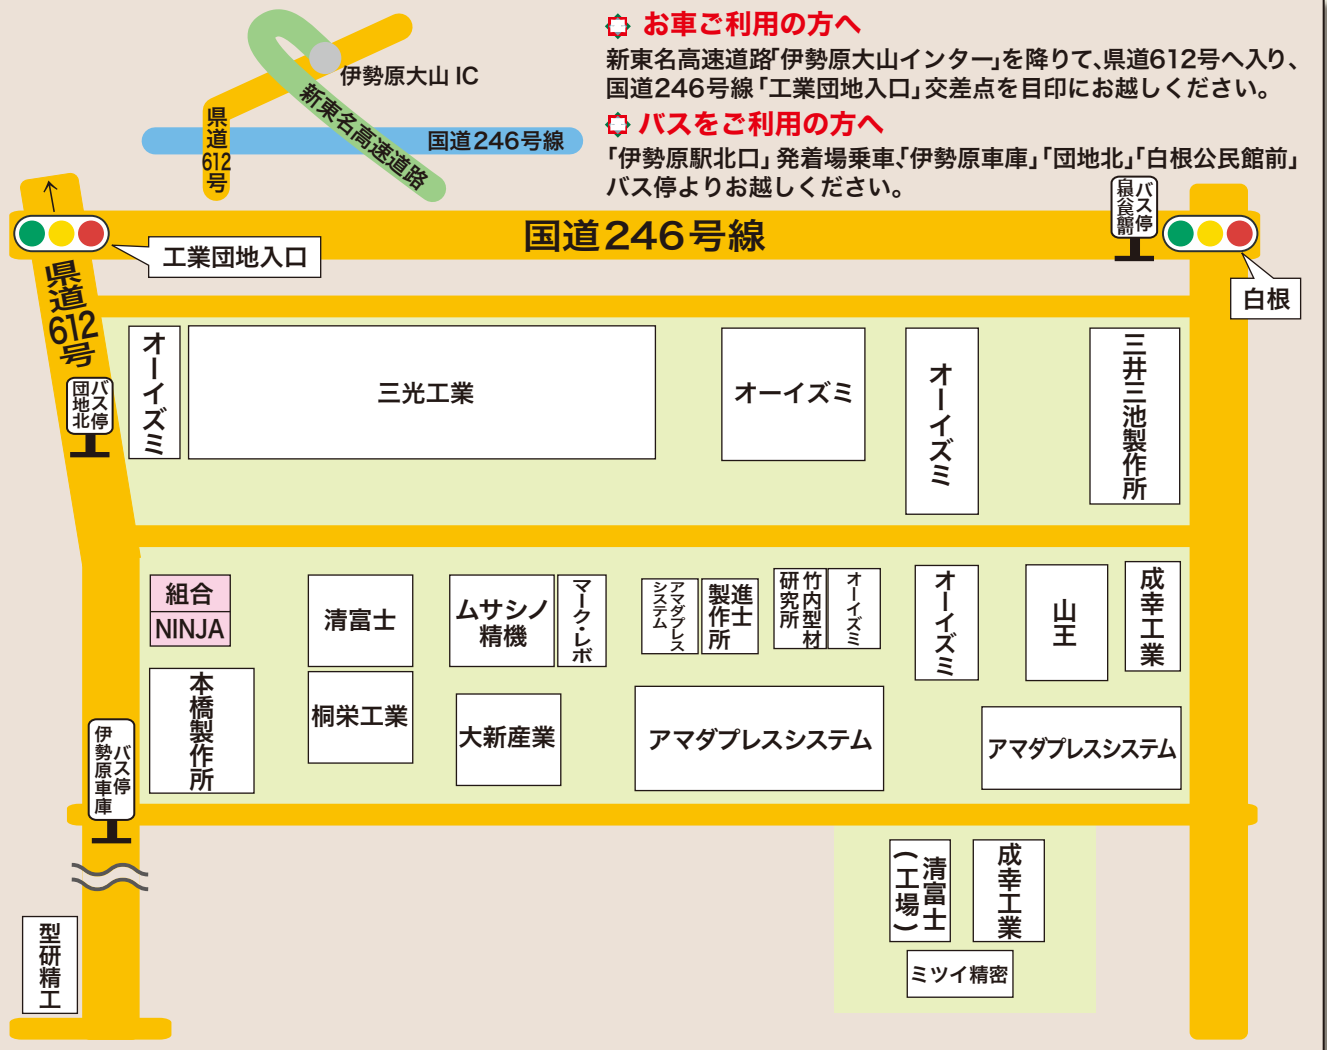 お車ご利用の方へ
新東名高速道路「伊勢原大山インター」を降りて、県道612号へ入り、
国道246号線「工業団地入口」交差点を目印にお越しください。
バスをご利用の方へ
「伊勢原駅北口」発着場乗車、「伊勢原車庫」「団地北」「白根公民館前」
バス停よりお越しください。
伊勢原大山 IC
新東名高速道路
県道612号
国道246号線
国道246号線
バス停
白根公民館前
工業団地入口
白根
県道612号
バス停
団地北
オーイズミ
三光工業
オーイズミ
オーイズミ
三井三池製作所
組合
NINJA
清富士
ムサシノ
精機
マーク・レボ
アマダプレス
システム
進士
製作所
竹内型材
研究所
オーイズミ
オーイズミ
山王
成幸工業
本橋製作所
桐栄工業
大新産業
アマダプレスシステム
アマダプレスシステム
バス停
伊勢原車庫
清富士
(工場)
成幸工業
ミツイ精密
型研精工